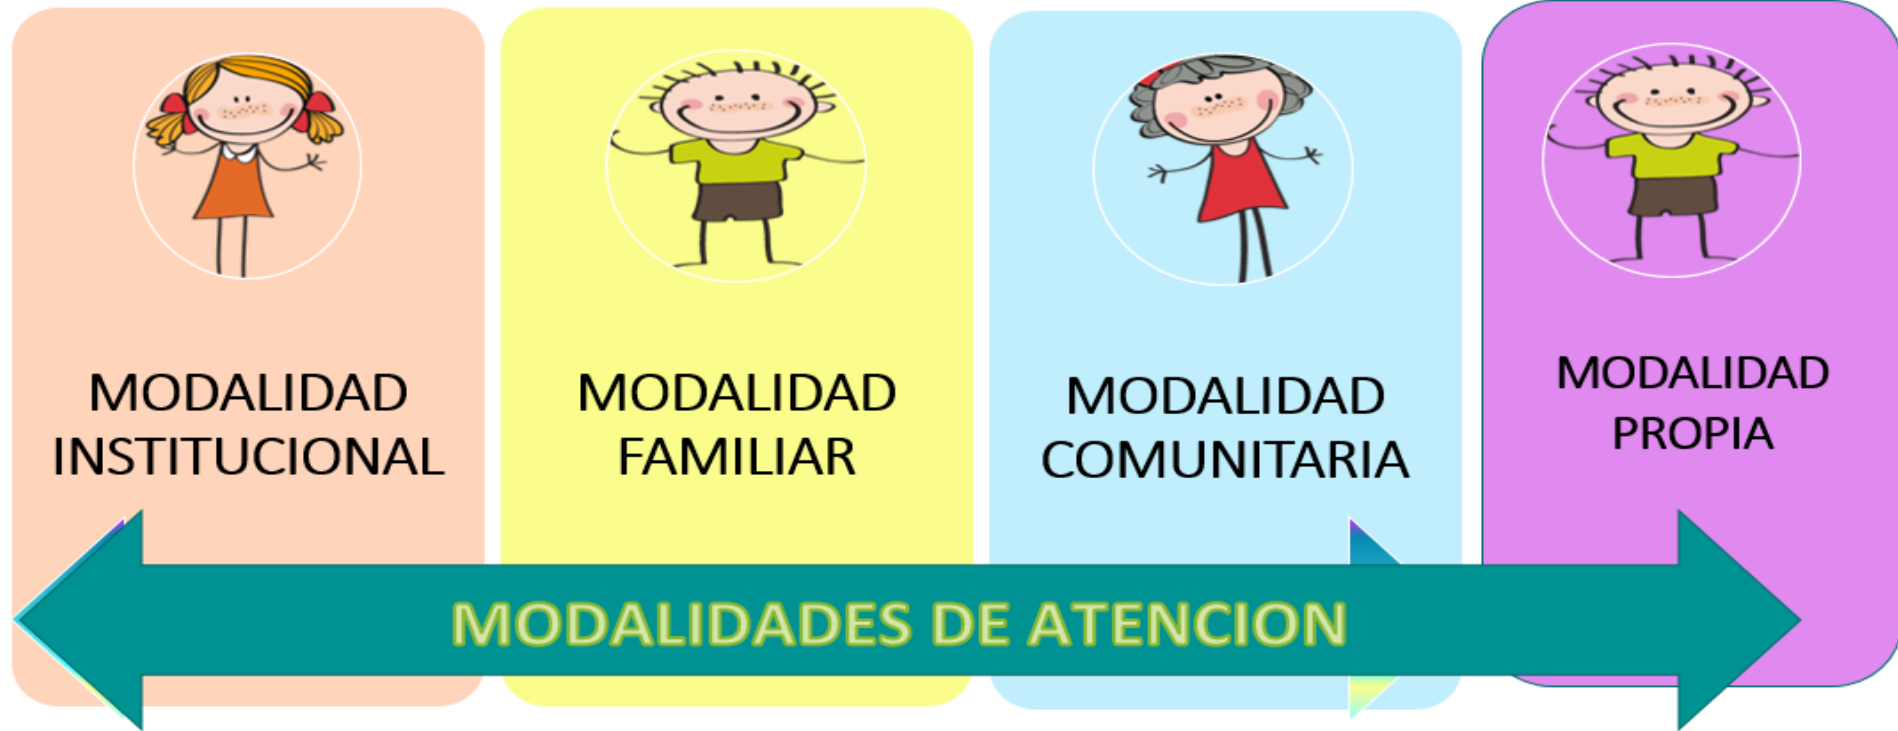 MODALIDAD
INSTITUCIONAL
MODALIDAD
FAMILIAR
MODALIDAD
COMUNITARIA
MODALIDAD
PROPIA
MODALIDADES DE ATENCION